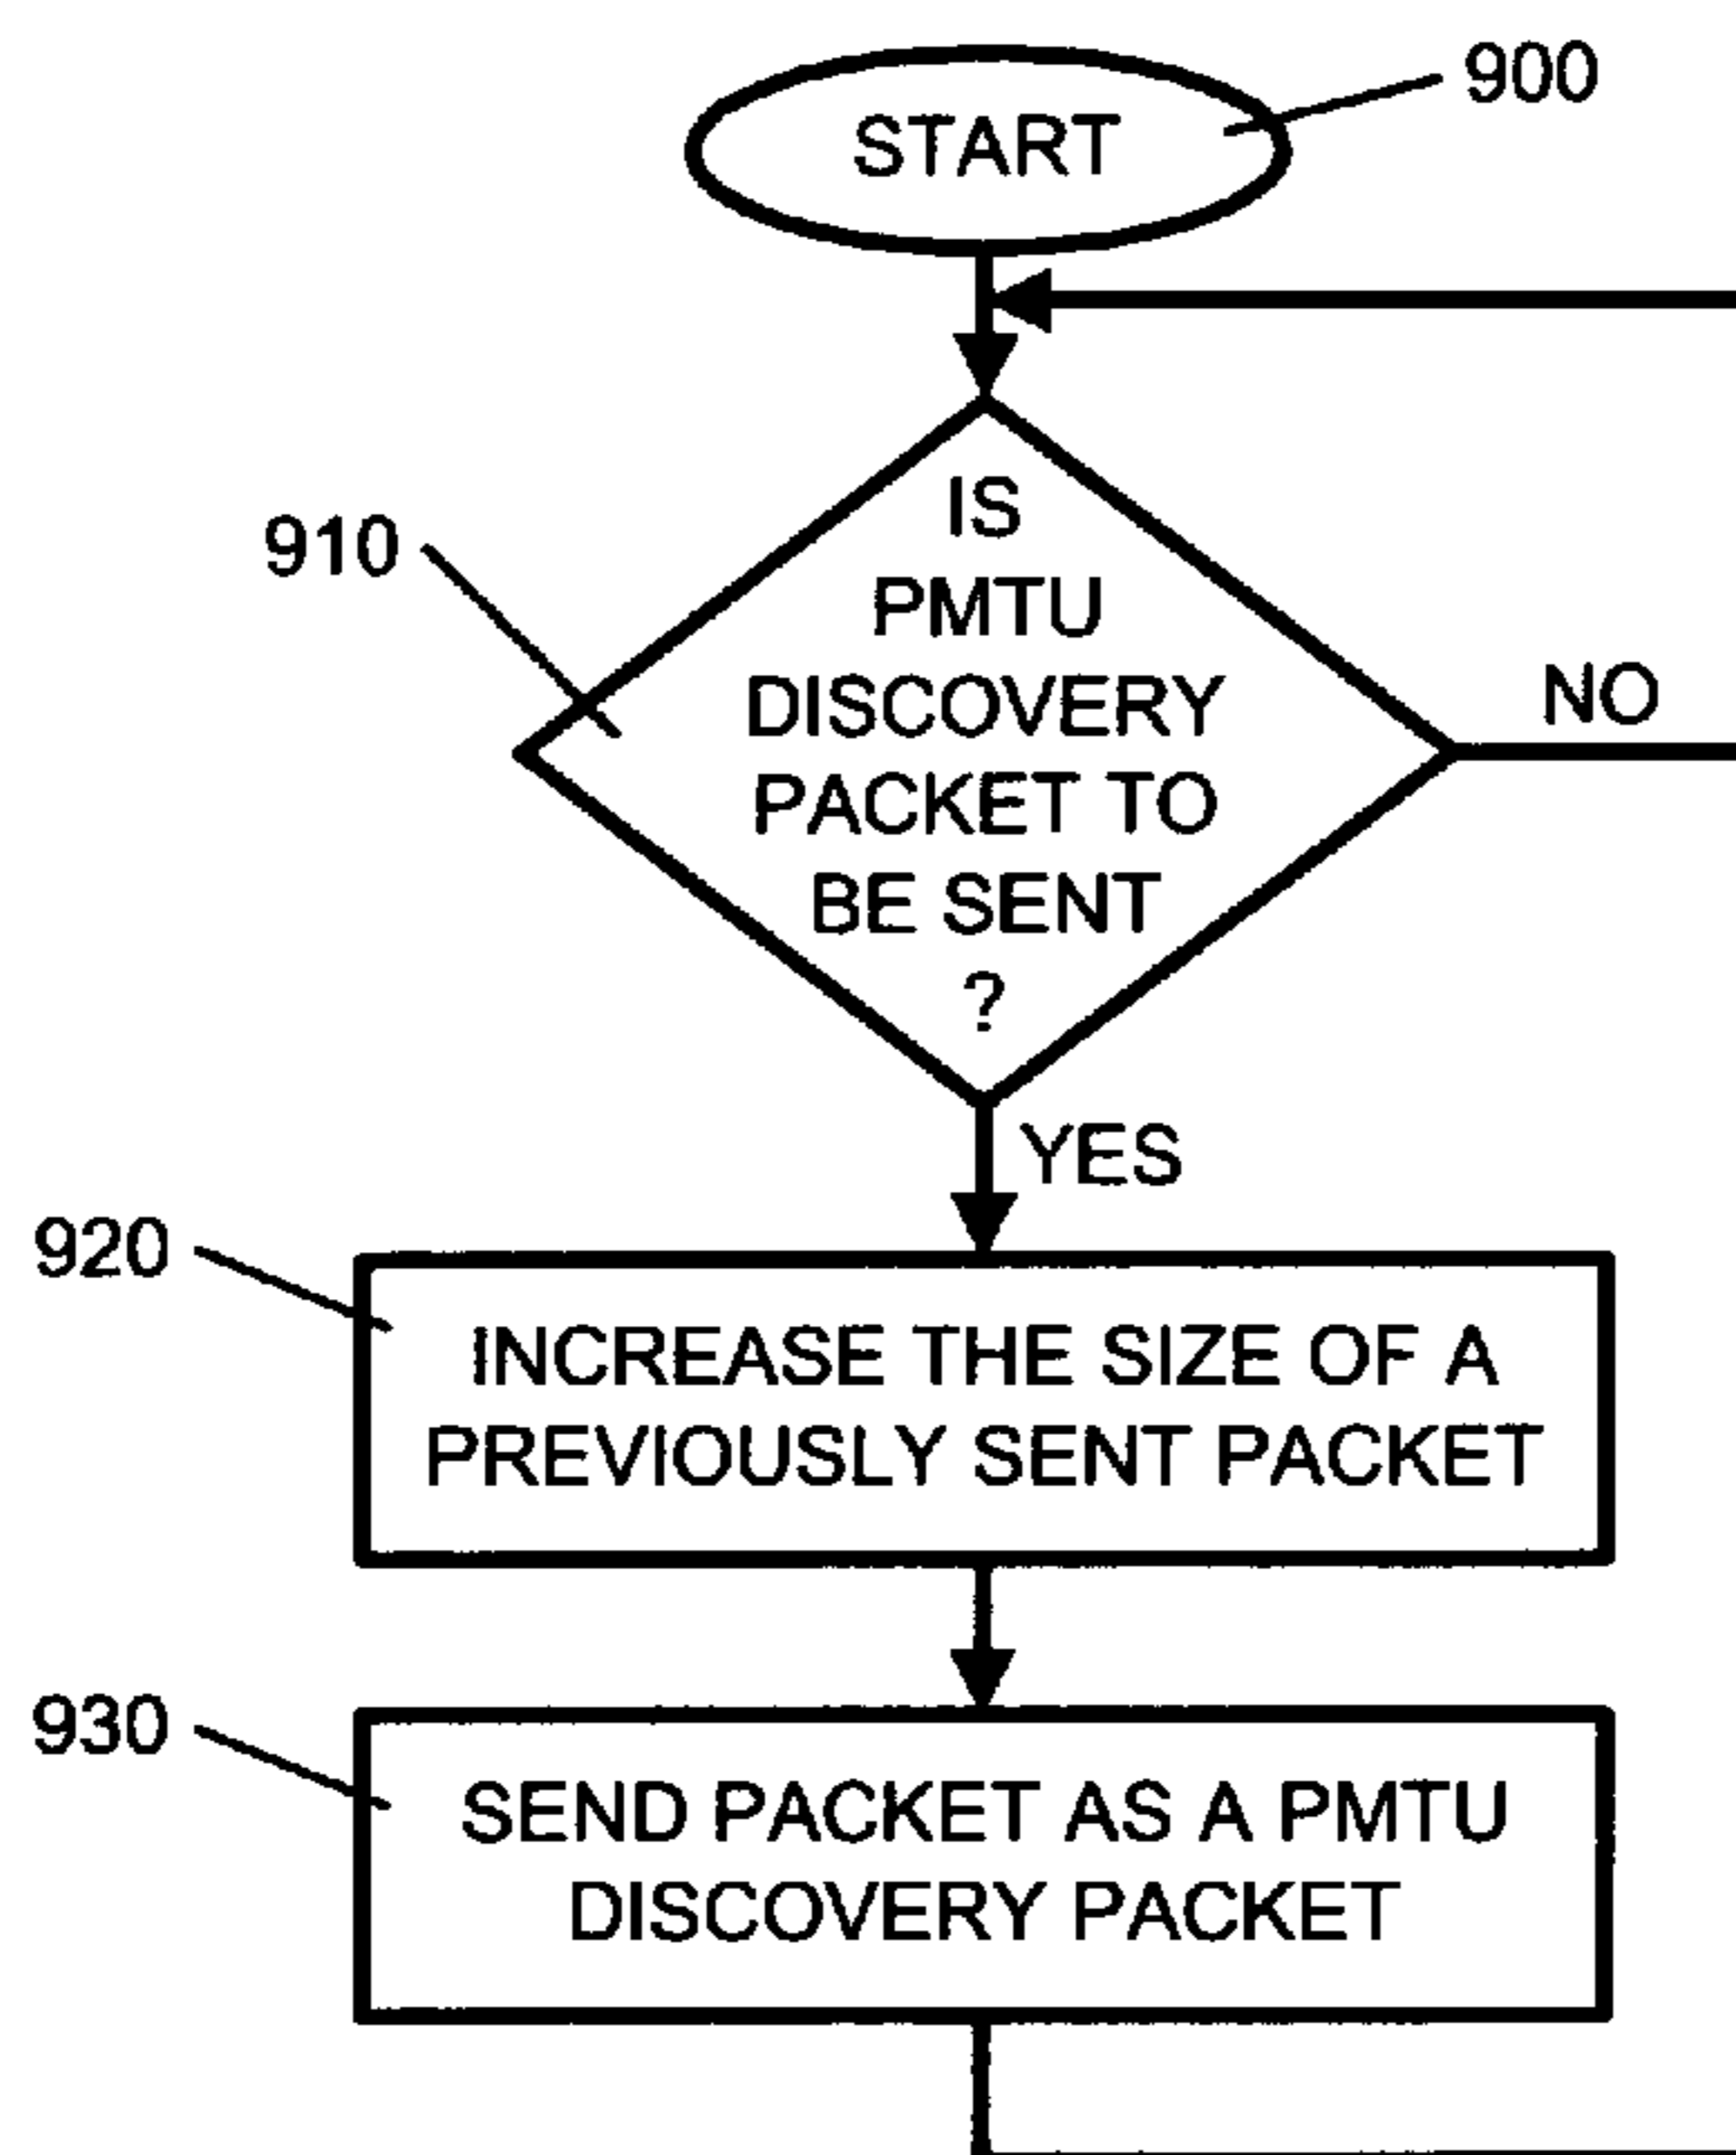 900
START
910
IS
PMTU
DISCOVERY
PACKET TO
BE SENT
?
NO
YES
920
INCREASE THE SIZE OF A
PREVIOUSLY SENT PACKET
930
SEND PACKET AS A PMTU
DISCOVERY PACKET